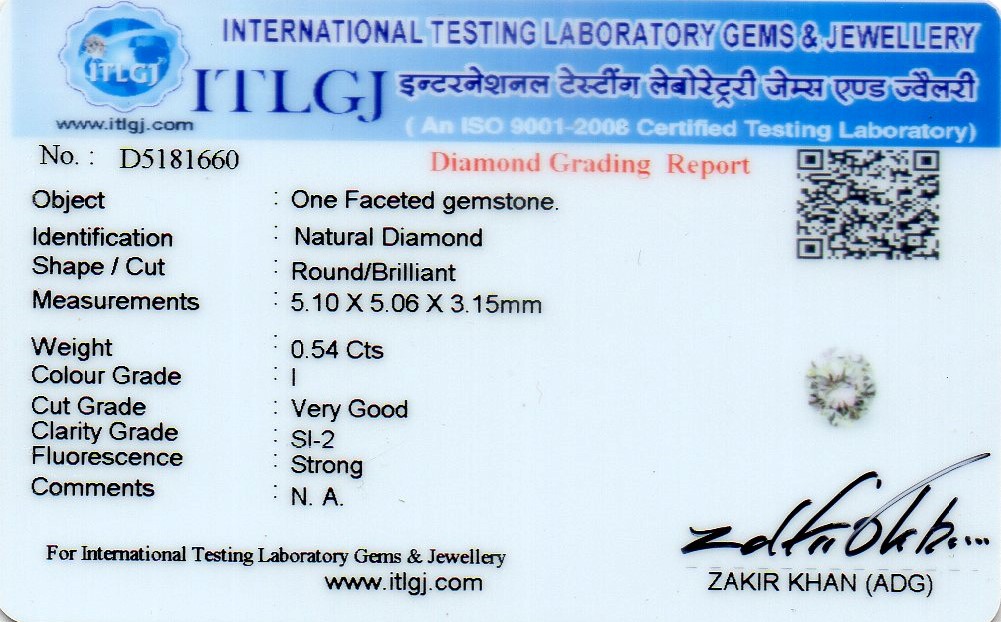 INTERNATIONAL TESTING LABORATORY GEMS & JEWELLERY
ITLGJ
ITLGJ इन्टरनेशनल टेस्टींग लेबोरेट्ररी जेम्स एण्ड ज्वैलरी
www.itlgj.com
( An ISO 9001-2008 Certified Testing Laboratory)
No. : D5181660
Diamond Grading Report
Object : One Faceted gemstone.
Identification : Natural Diamond
Shape / Cut : Round/Brilliant
Measurements : 5.10 X 5.06 X 3.15mm
Weight : 0.54 Cts
Colour Grade : I
Cut Grade : Very Good
Clarity Grade : SI-2
Fluorescence : Strong
Comments : N. A.
For International Testing Laboratory Gems & Jewellery
www.itlgj.com
ZAKIR KHAN (ADG)